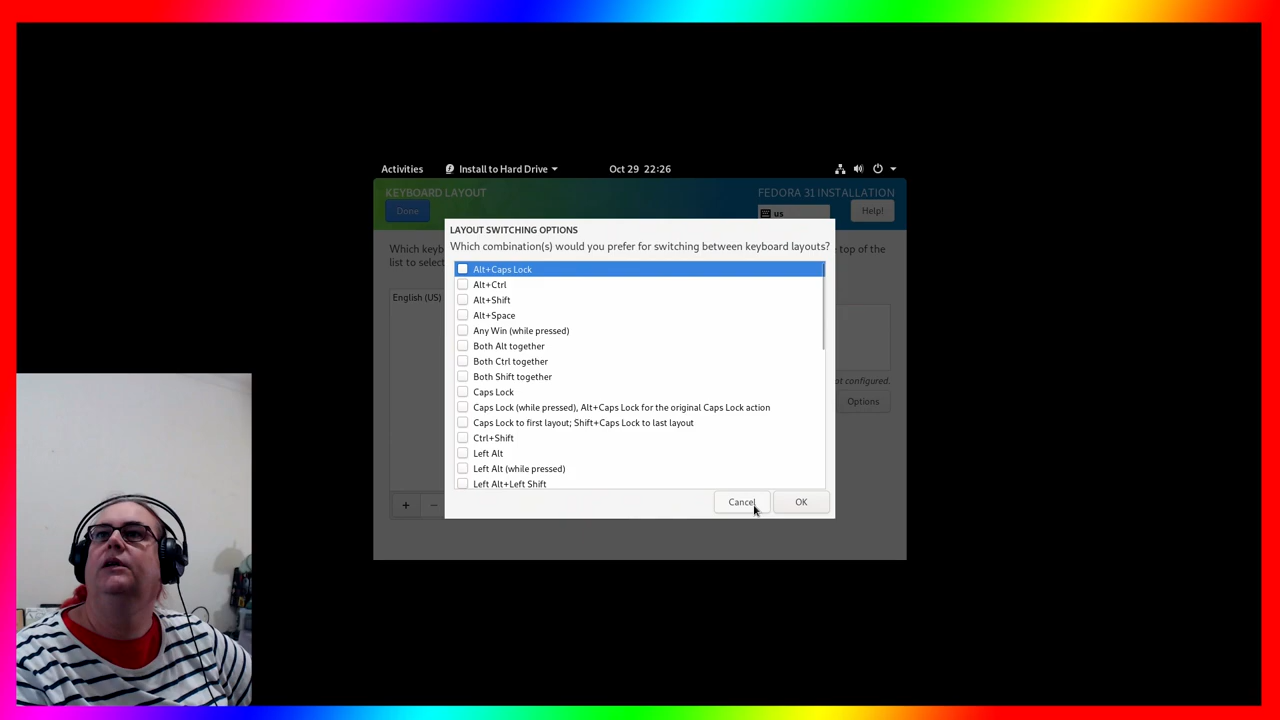 Activities
Install to Hard Drive
Oct 29 22:26
KEYBOARD LAYOUT
FEDORA 31 INSTALLATION
Done
us
Help!
Which keyb
top of the
list to selec
LAYOUT SWITCHING OPTIONS
Which combination(s) would you prefer for switching between keyboard layouts?
English (US)
Alt+Caps Lock
Alt+Ctrl
Alt+Shift
Alt+Space
Any Win (while pressed)
Both Alt together
Both Ctrl together
Both Shift together
Caps Lock
Caps Lock (while pressed), Alt+Caps Lock for the original Caps Lock action
Caps Lock to first layout; Shift+Caps Lock to last layout
Ctrl+Shift
Left Alt
Left Alt (while pressed)
Left Alt+Left Shift
ot configured.
Options
+
−
Cancel
OK